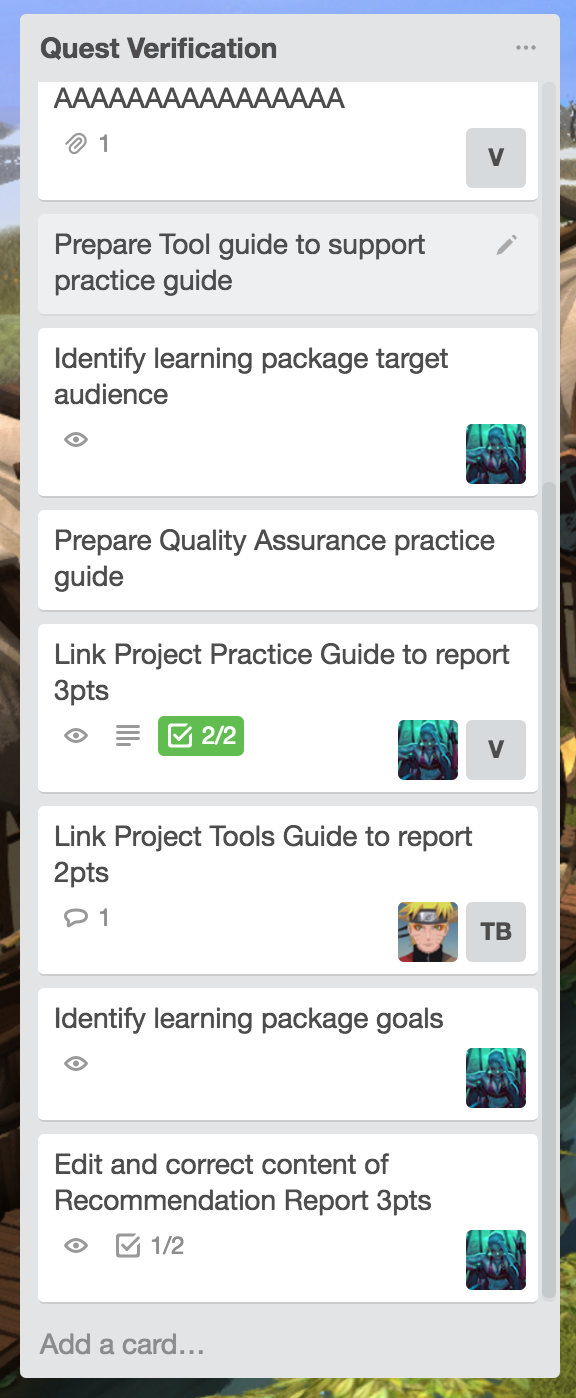 Quest Verification
AAAAAAAAAAAAAAAA
1
V
Prepare Tool guide to support
practice guide
Identify learning package target
audience
Prepare Quality Assurance practice
guide
Link Project Practice Guide to report
3pts
2/2
V
Link Project Tools Guide to report
2pts
1
TB
Identify learning package goals
Edit and correct content of
Recommendation Report 3pts
1/2
Add a card...